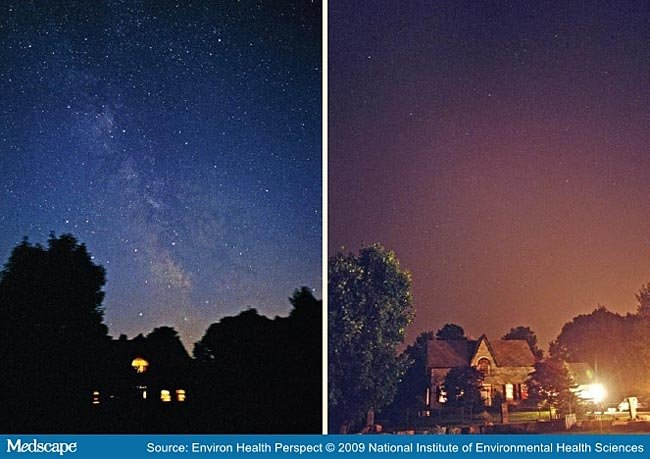 Medscape Source: Environ Health Perspect © 2009 National Institute of Environmental Health Sciences